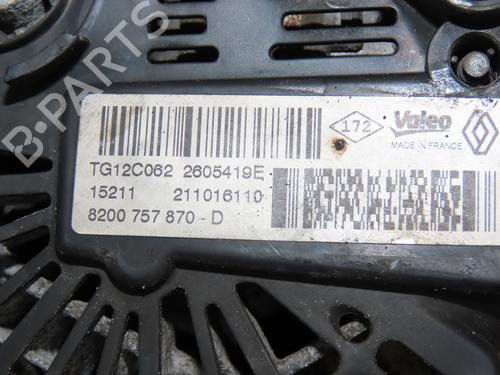 B-PARTS
172
Valeo
MADE IN FRANCE
TG12C062 2605419E
15211 211016110
8200 757 870-D